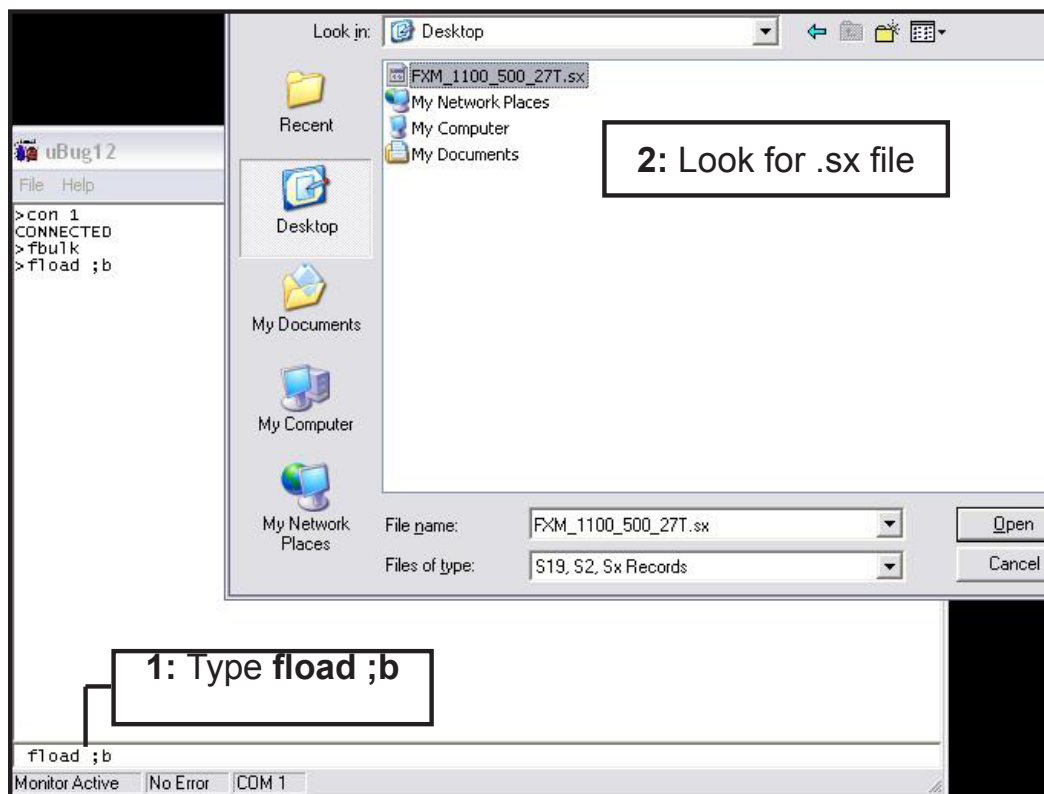 Look in:
Desktop
FXM_1100_500_27T.sx
My Network Places
My Computer
My Documents
Recent
Desktop
My Documents
My Computer
My Network
Places
2: Look for .sx file
File name:
FXM_1100_500_27T.sx
Open
Files of type:
S19, S2, Sx Records
Cancel
uBug12
File Help
>con 1
CONNECTED
>fbulk
>fload ;b
1: Type fload ;b
fload ;b
Monitor Active No Error COM 1